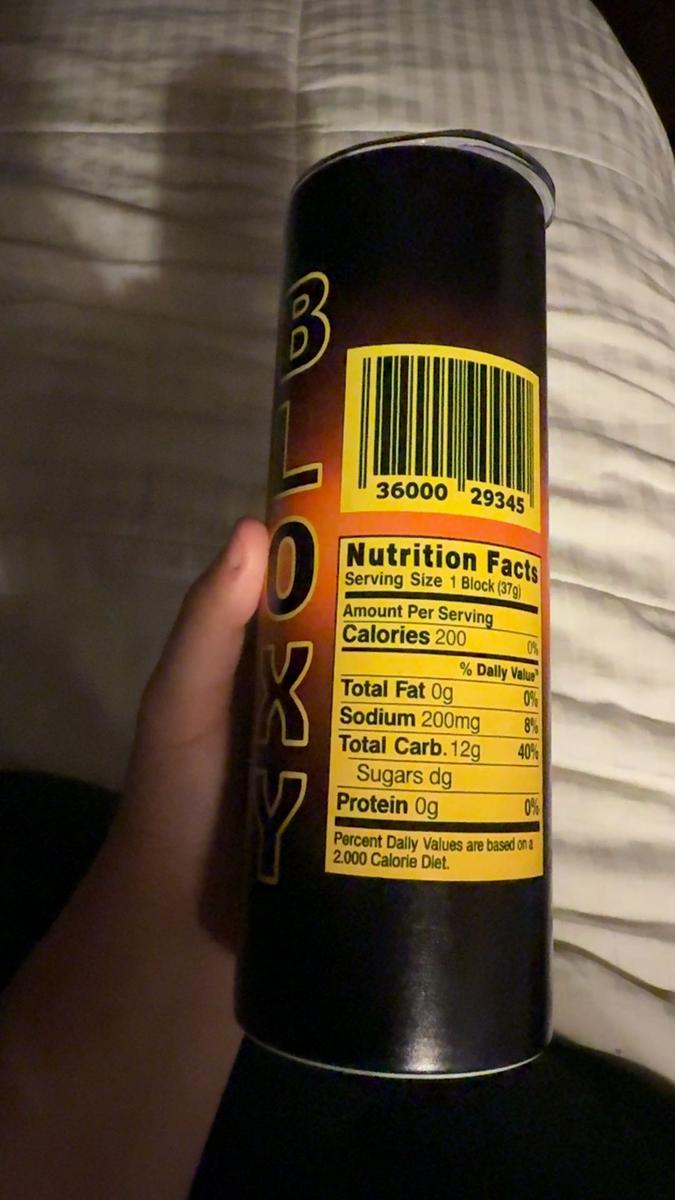 BLOXY
36000 29345
Nutrition Facts
Serving Size 1 Block (37g)
Amount Per Serving
Calories 200 0%
% Daily Value*
Total Fat 0g 0%
Sodium 200mg 8%
Total Carb. 12g 40%
Sugars dg
Protein 0g 0%
Percent Daily Values are based on a
2.000 Calorie Diet.